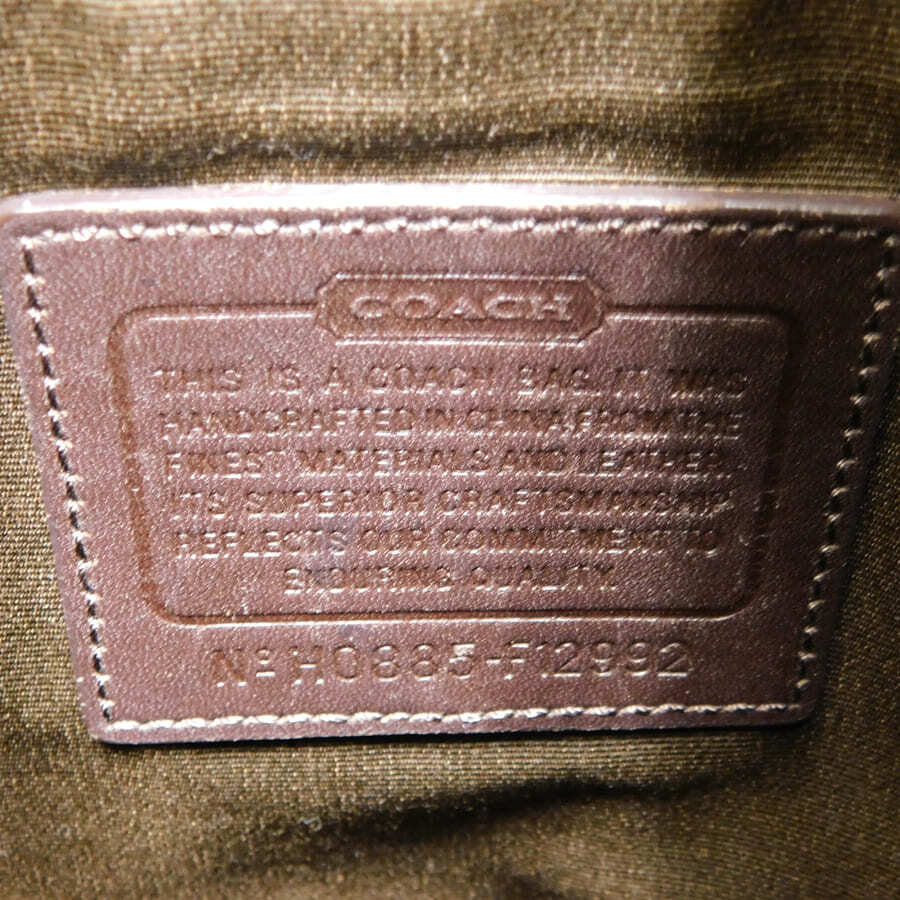 COACH
THIS IS A COACH BAG. IT WAS
HANDCRAFTED IN CHINA FROM THE
FINEST MATERIALS AND LEATHER.
ITS SUPERIOR CRAFTSMANSHIP
REFLECTS OUR COMMITMENT TO
ENDURING QUALITY.
Nº H0885-F12992